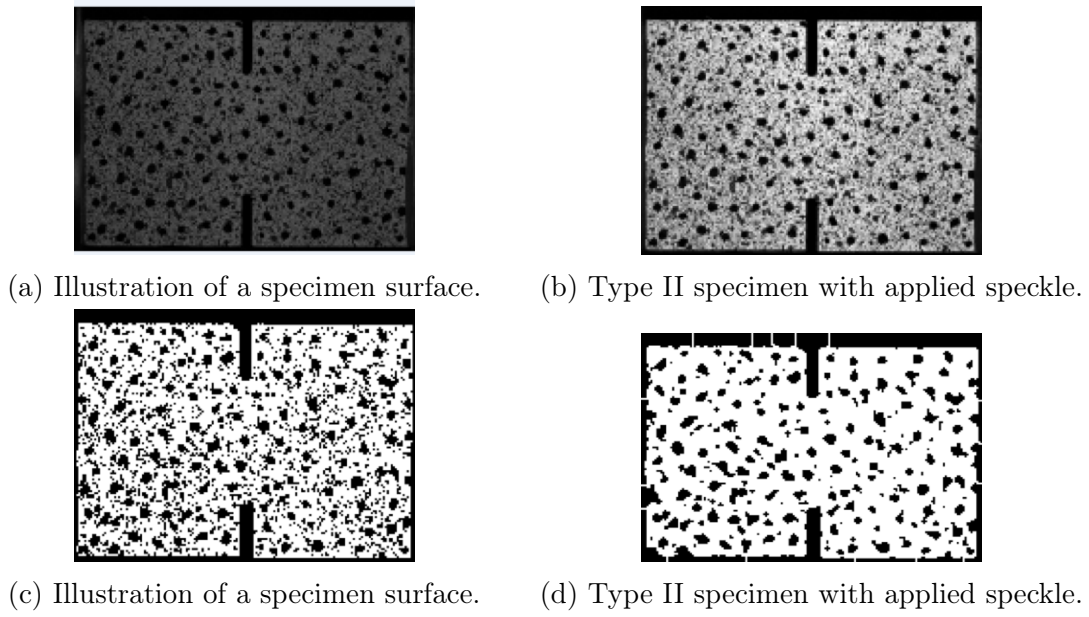 (a) Illustration of a specimen surface.
(b) Type II specimen with applied speckle.
(c) Illustration of a specimen surface.
(d) Type II specimen with applied speckle.